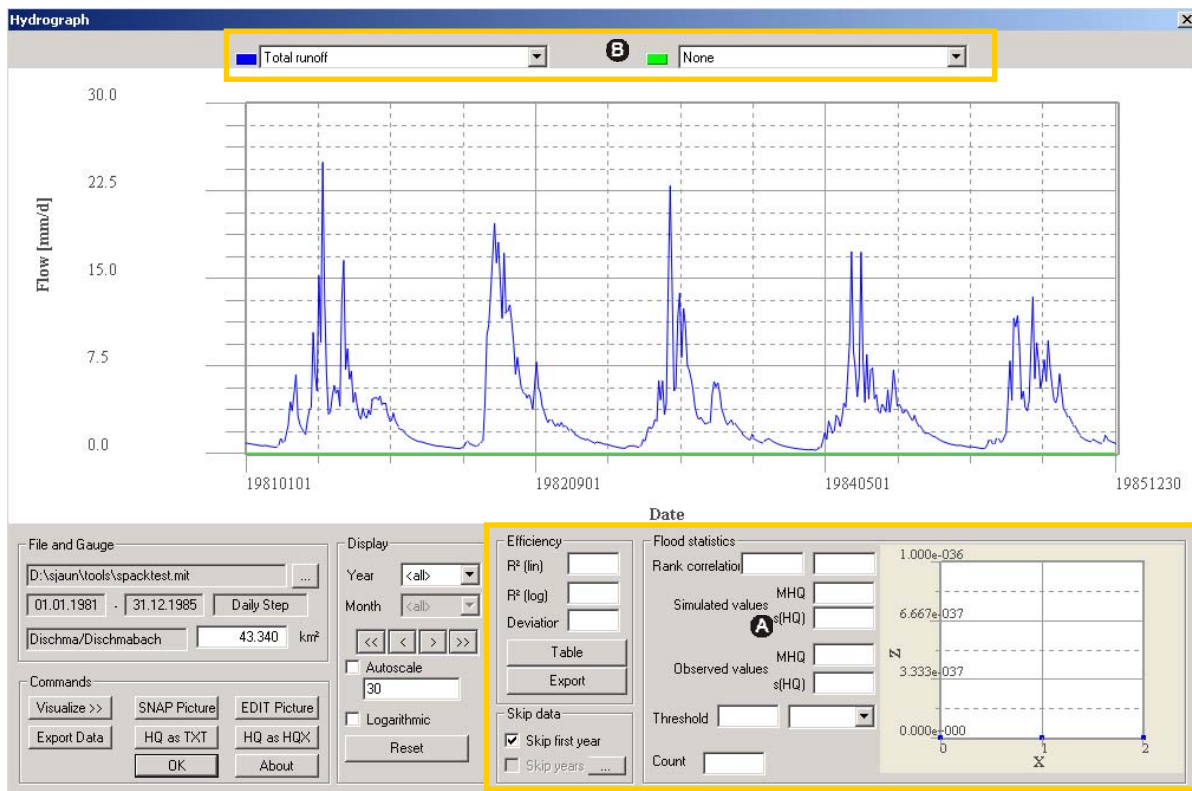 Hydrograph
Total runoff B None
30.0
22.5
15.0
7.5
0.0
Flow [mm/d]
19810101 19820901 19840501 19851230
Date
File and Gauge
D:\sjaun\tools\spacktest.mit ...
01.01.1981 - 31.12.1985 Daily Step
Dischma/Dischmabach 43.340 km²
Commands
Visualize >> SNAP Picture EDIT Picture
Export Data HQ as TXT HQ as HQX
OK About
Display
Year <all>
Month <all>
<< < > >>
Autoscale
30
Logarithmic
Reset
Efficiency
R² (lin)
R² (log)
Deviation
Table
Export
Skip data
Skip first year
Skip years ...
Flood statistics
Rank correlation
MHQ
Simulated values
s(HQ)
A
MHQ
Observed values
s(HQ)
Threshold
Count
1.000e-036
6.667e-037
3.333e-037
0.000e+000
Z
0 1 2
X